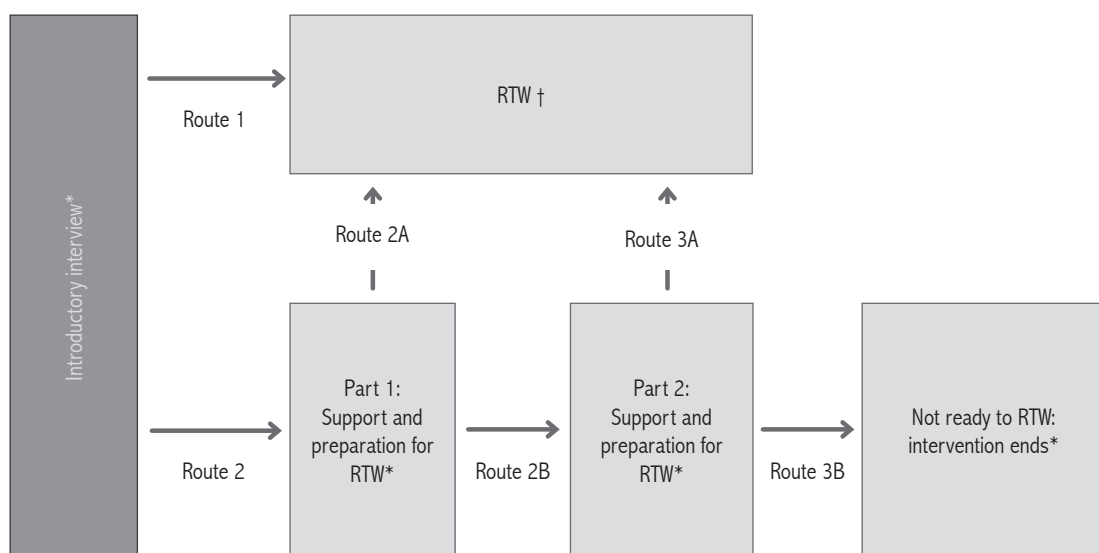 Introductory interview*
RTW †
Route 1
Route 2A
Route 3A
Part 1:
Support and
preparation for
RTW*
Part 2:
Support and
preparation for
RTW*
Not ready to RTW:
intervention ends*
Route 2
Route 2B
Route 3B